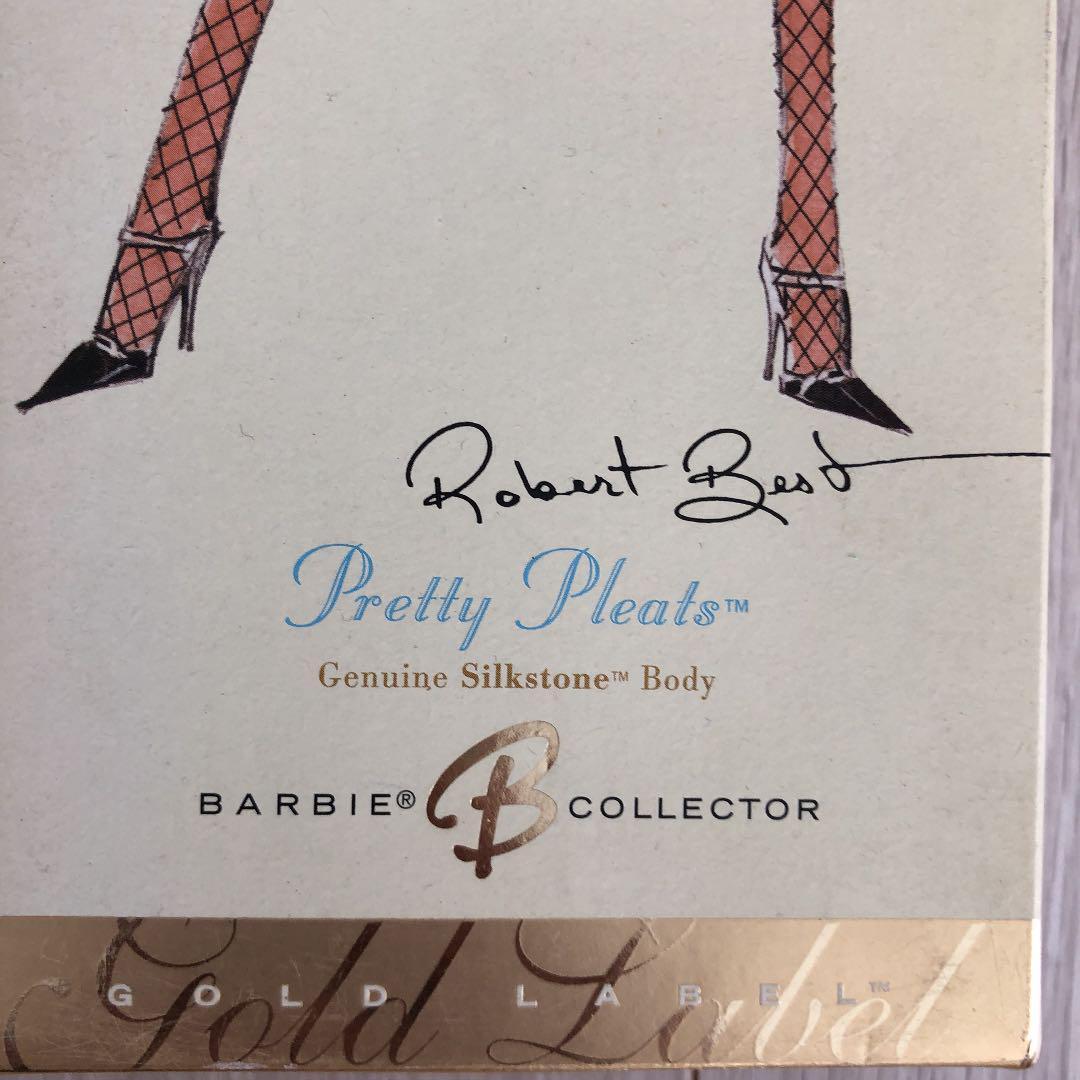 Robert Best
Pretty Pleats™
Genuine Silkstone™ Body
BARBIE® B COLLECTOR
Gold Label
GOLD LABEL™